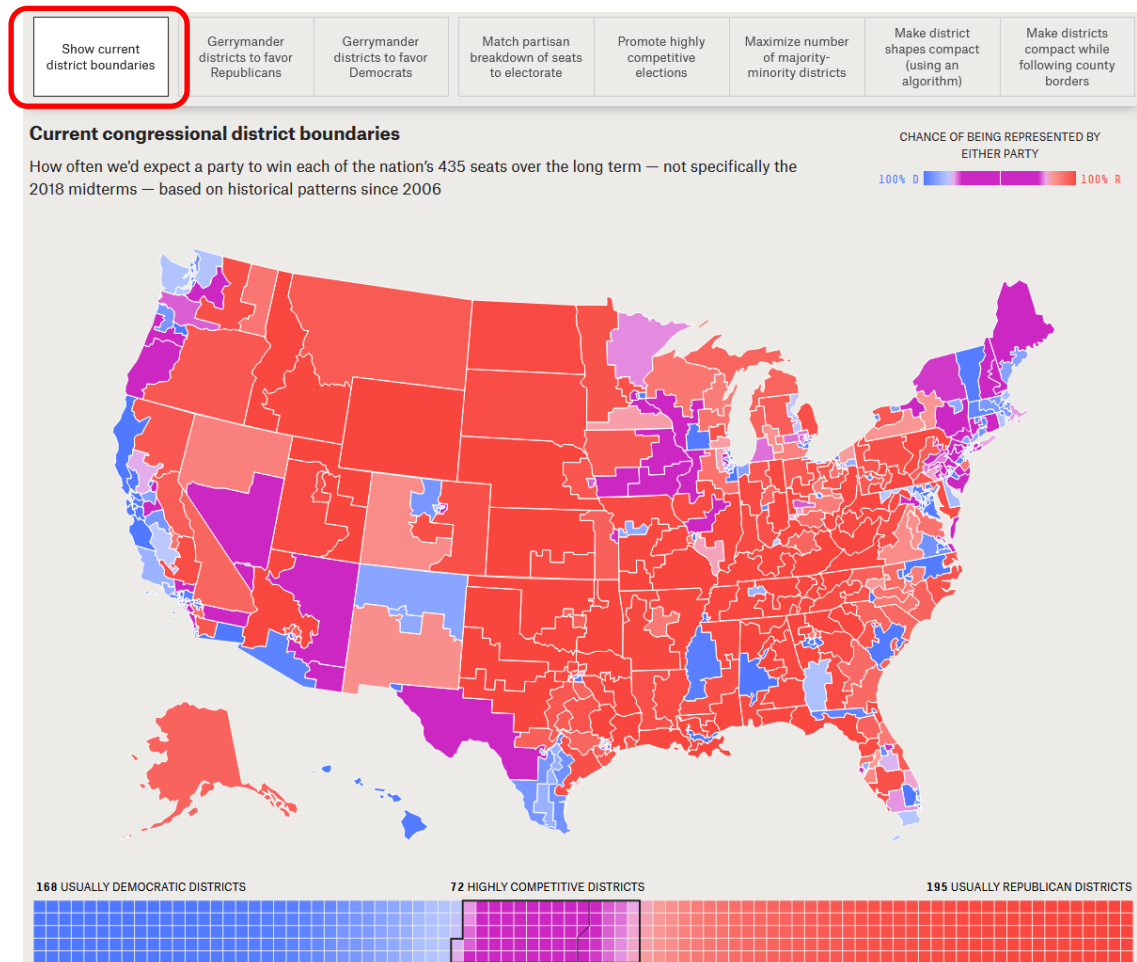 Show current
district boundaries
Gerrymander
districts to favor
Republicans
Gerrymander
districts to favor
Democrats
Match partisan
breakdown of seats
to electorate
Promote highly
competitive
elections
Maximize number
of majority-
minority districts
Make district
shapes compact
(using an
algorithm)
Make districts
compact while
following county
borders
Current congressional district boundaries
How often we'd expect a party to win each of the nation's 435 seats over the long term — not specifically the
2018 midterms — based on historical patterns since 2006
CHANCE OF BEING REPRESENTED BY
EITHER PARTY
100% D
100% R
168 USUALLY DEMOCRATIC DISTRICTS
72 HIGHLY COMPETITIVE DISTRICTS
195 USUALLY REPUBLICAN DISTRICTS